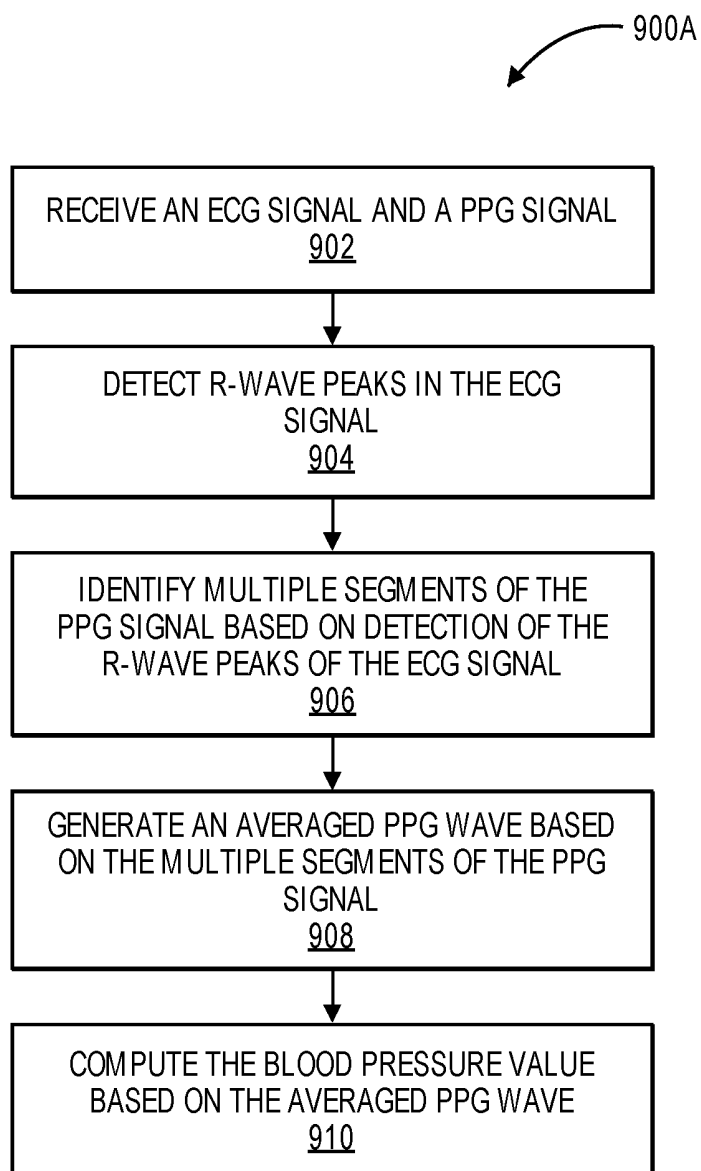 900A
RECEIVE AN ECG SIGNAL AND A PPG SIGNAL
902
DETECT R-WAVE PEAKS IN THE ECG
SIGNAL
904
IDENTIFY MULTIPLE SEGMENTS OF THE
PPG SIGNAL BASED ON DETECTION OF THE
R-WAVE PEAKS OF THE ECG SIGNAL
906
GENERATE AN AVERAGED PPG WAVE BASED
ON THE MULTIPLE SEGMENTS OF THE PPG
SIGNAL
908
COMPUTE THE BLOOD PRESSURE VALUE
BASED ON THE AVERAGED PPG WAVE
910